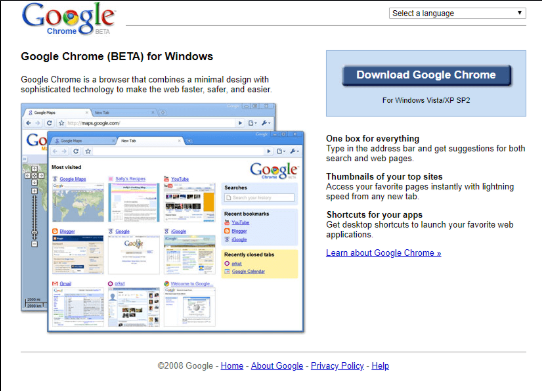 Google
Chrome BETA
Select a language
Google Chrome (BETA) for Windows
Google Chrome is a browser that combines a minimal design with
sophisticated technology to make the web faster, safer, and easier.
Download Google Chrome
For Windows Vista/XP SP2
One box for everything
Type in the address bar and get suggestions for both
search and web pages.
Thumbnails of your top sites
Access your favorite pages instantly with lightning
speed from any new tab.
Shortcuts for your apps
Get desktop shortcuts to launch your favorite web
applications.
Learn about Google Chrome »
Google Maps
New Tab
http://maps.google.com/
Google Maps
New Tab
Most visited
Google
Chrome
Google Maps
Sally's Recipes
YouTube
Blogger
Google
iGoogle
Gmail
orkut
Welcome to Google...
Searches
Search your history
Recent bookmarks
YouTube
Blogger
iGoogle
Recently closed tabs
orkut
Google Calendar
©2008 Google - Home - About Google - Privacy Policy - Help